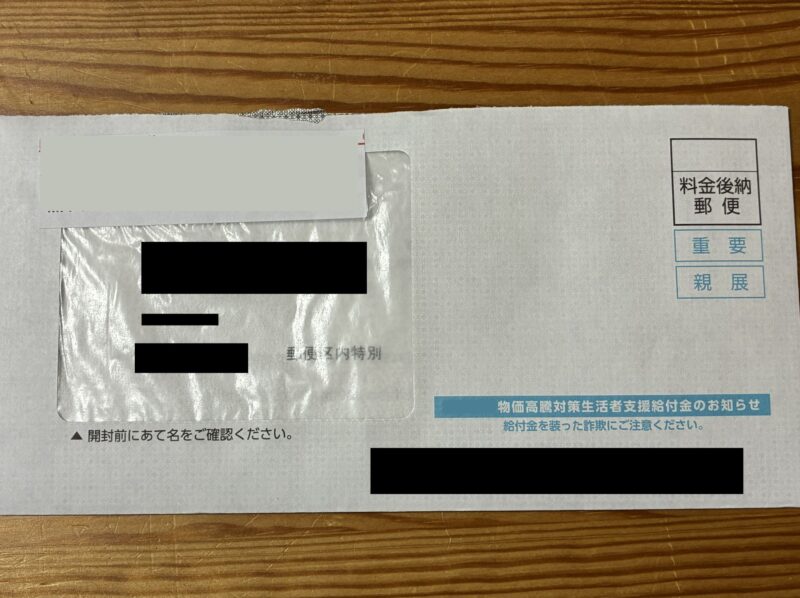 料金後納
郵便
重要
親展
郵便区内特別
物価高騰対策生活者支援給付金のお知らせ
給付金を装った詐欺にご注意ください。
▲ 開封前にあて名をご確認ください。